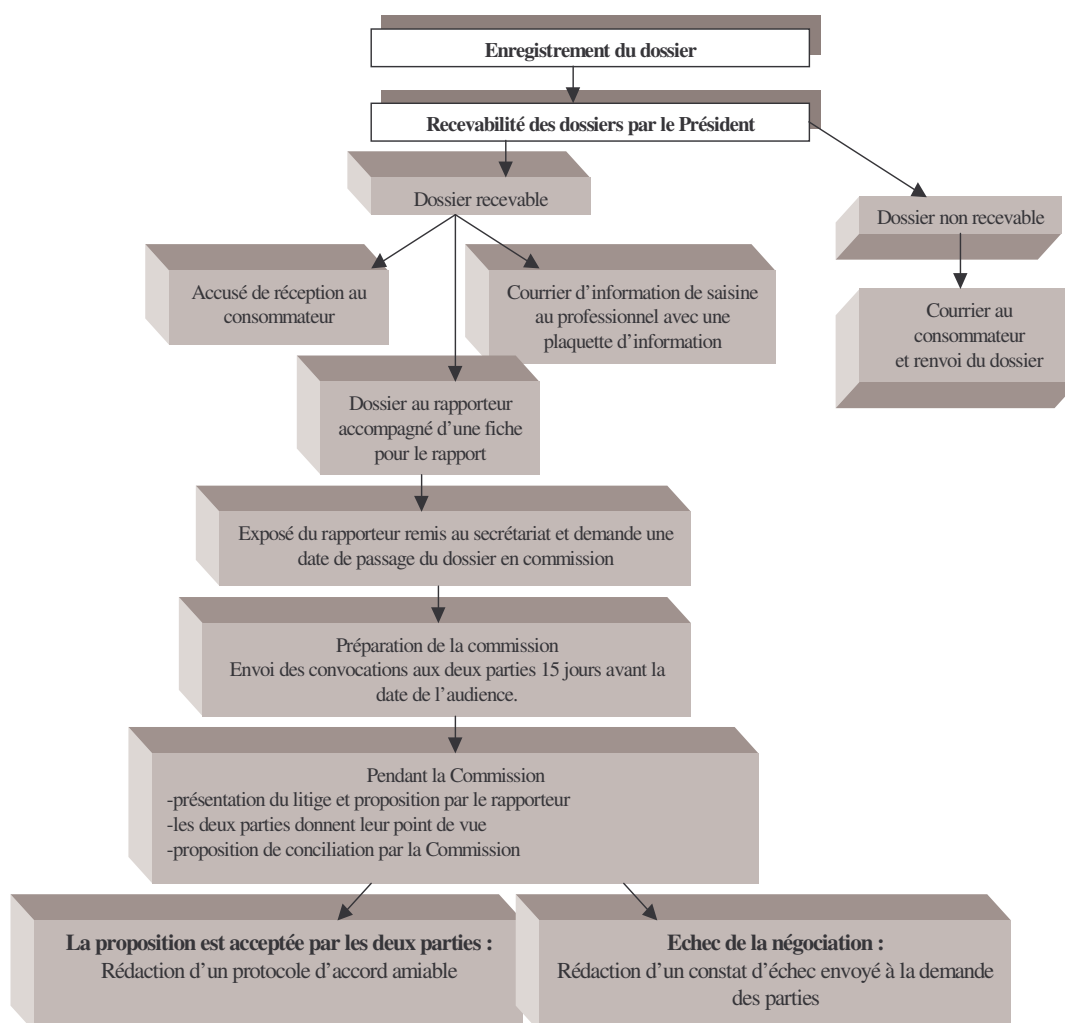 Enregistrement du dossier
Recevabilité des dossiers par le Président
Dossier recevable
Dossier non recevable
Accusé de réception au
consommateur
Courrier d'information de saisine
au professionnel avec une
plaquette d'information
Courrier au
consommateur
et renvoi du dossier
Dossier au rapporteur
accompagné d'une fiche
pour le rapport
Exposé du rapporteur remis au secrétariat et demande une
date de passage du dossier en commission
Préparation de la commission
Envoi des convocations aux deux parties 15 jours avant la
date de l'audience.
Pendant la Commission
-présentation du litige et proposition par le rapporteur
-les deux parties donnent leur point de vue
-proposition de conciliation par la Commission
La proposition est acceptée par les deux parties :
Rédaction d'un protocole d'accord amiable
Echec de la négociation :
Rédaction d'un constat d'échec envoyé à la demande
des parties